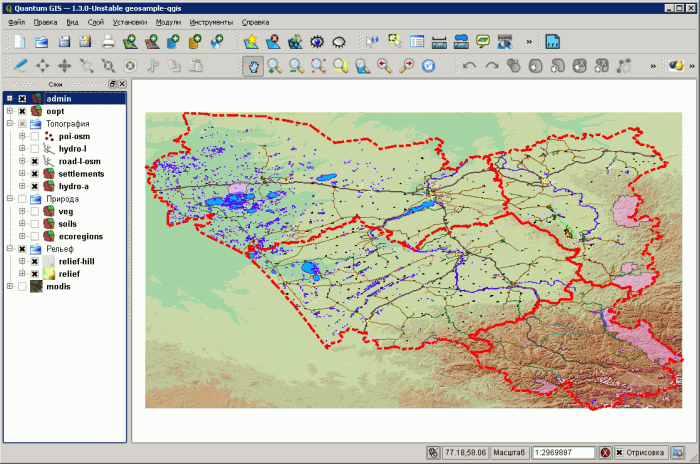 Quantum GIS — 1.3.0-Unstable geosample-qgis
Файл Правка Вид Слой Установки Модули Инструменты Справка
Слои
admin
oopt
Топография
poi-osm
hydro-l
road-l-osm
settlements
hydro-a
Природа
veg
soils
ecoregions
Рельеф
relief-hill
relief
modis
77.18,58.06 Масштаб 1:2969887 Отрисовка